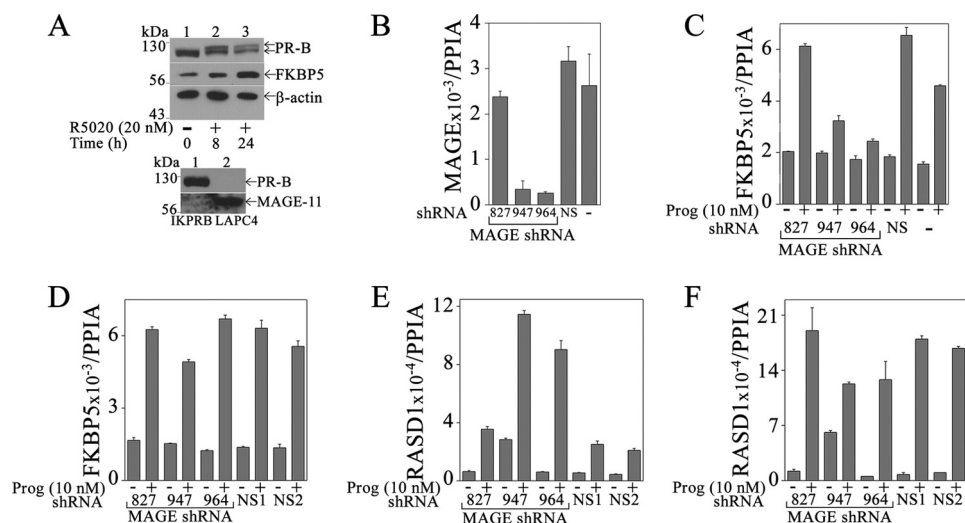 A
kDa 1 2 3
130 ←PR-B
←FKBP5
56
←β-actin
43
R5020 (20 nM) - + +
Time (h) 0 8 24
kDa 1 2
130 ←PR-B
←MAGE-11
56
IKPRB LAPC4
B
MAGEx10-3/PPIA
4
3
2
1
0
shRNA 827 947 964 NS -
MAGE shRNA
C
FKBP5x10-3/PPIA
6
4
2
0
Prog (10 nM) - + - + - + - + - +
shRNA 827 947 964 NS -
MAGE shRNA
D
FKBP5x10-3/PPIA
6
4
2
0
Prog (10 nM) - + - + - + - + - +
shRNA 827 947 964 NS1 NS2
MAGE shRNA
E
RASD1x10-4/PPIA
12
8
4
0
Prog (10 nM) - + - + - + - + - +
shRNA 827 947 964 NS1 NS2
MAGE shRNA
F
RASD1x10-4/PPIA
21
14
7
0
Prog (10 nM) - + - + - + - + - +
shRNA 827 947 964 NS1 NS2
MAGE shRNA